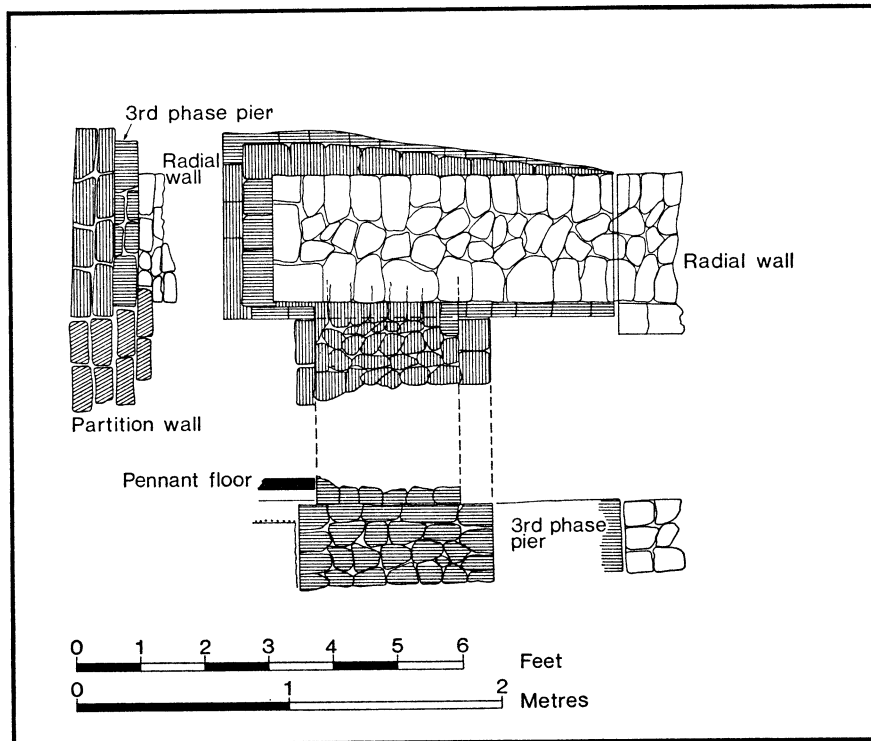 3rd phase pier
Radial
wall
Radial wall
Partition wall
Pennant floor
3rd phase
pier
0 1 2 3 4 5 6
Feet
0 1 2
Metres